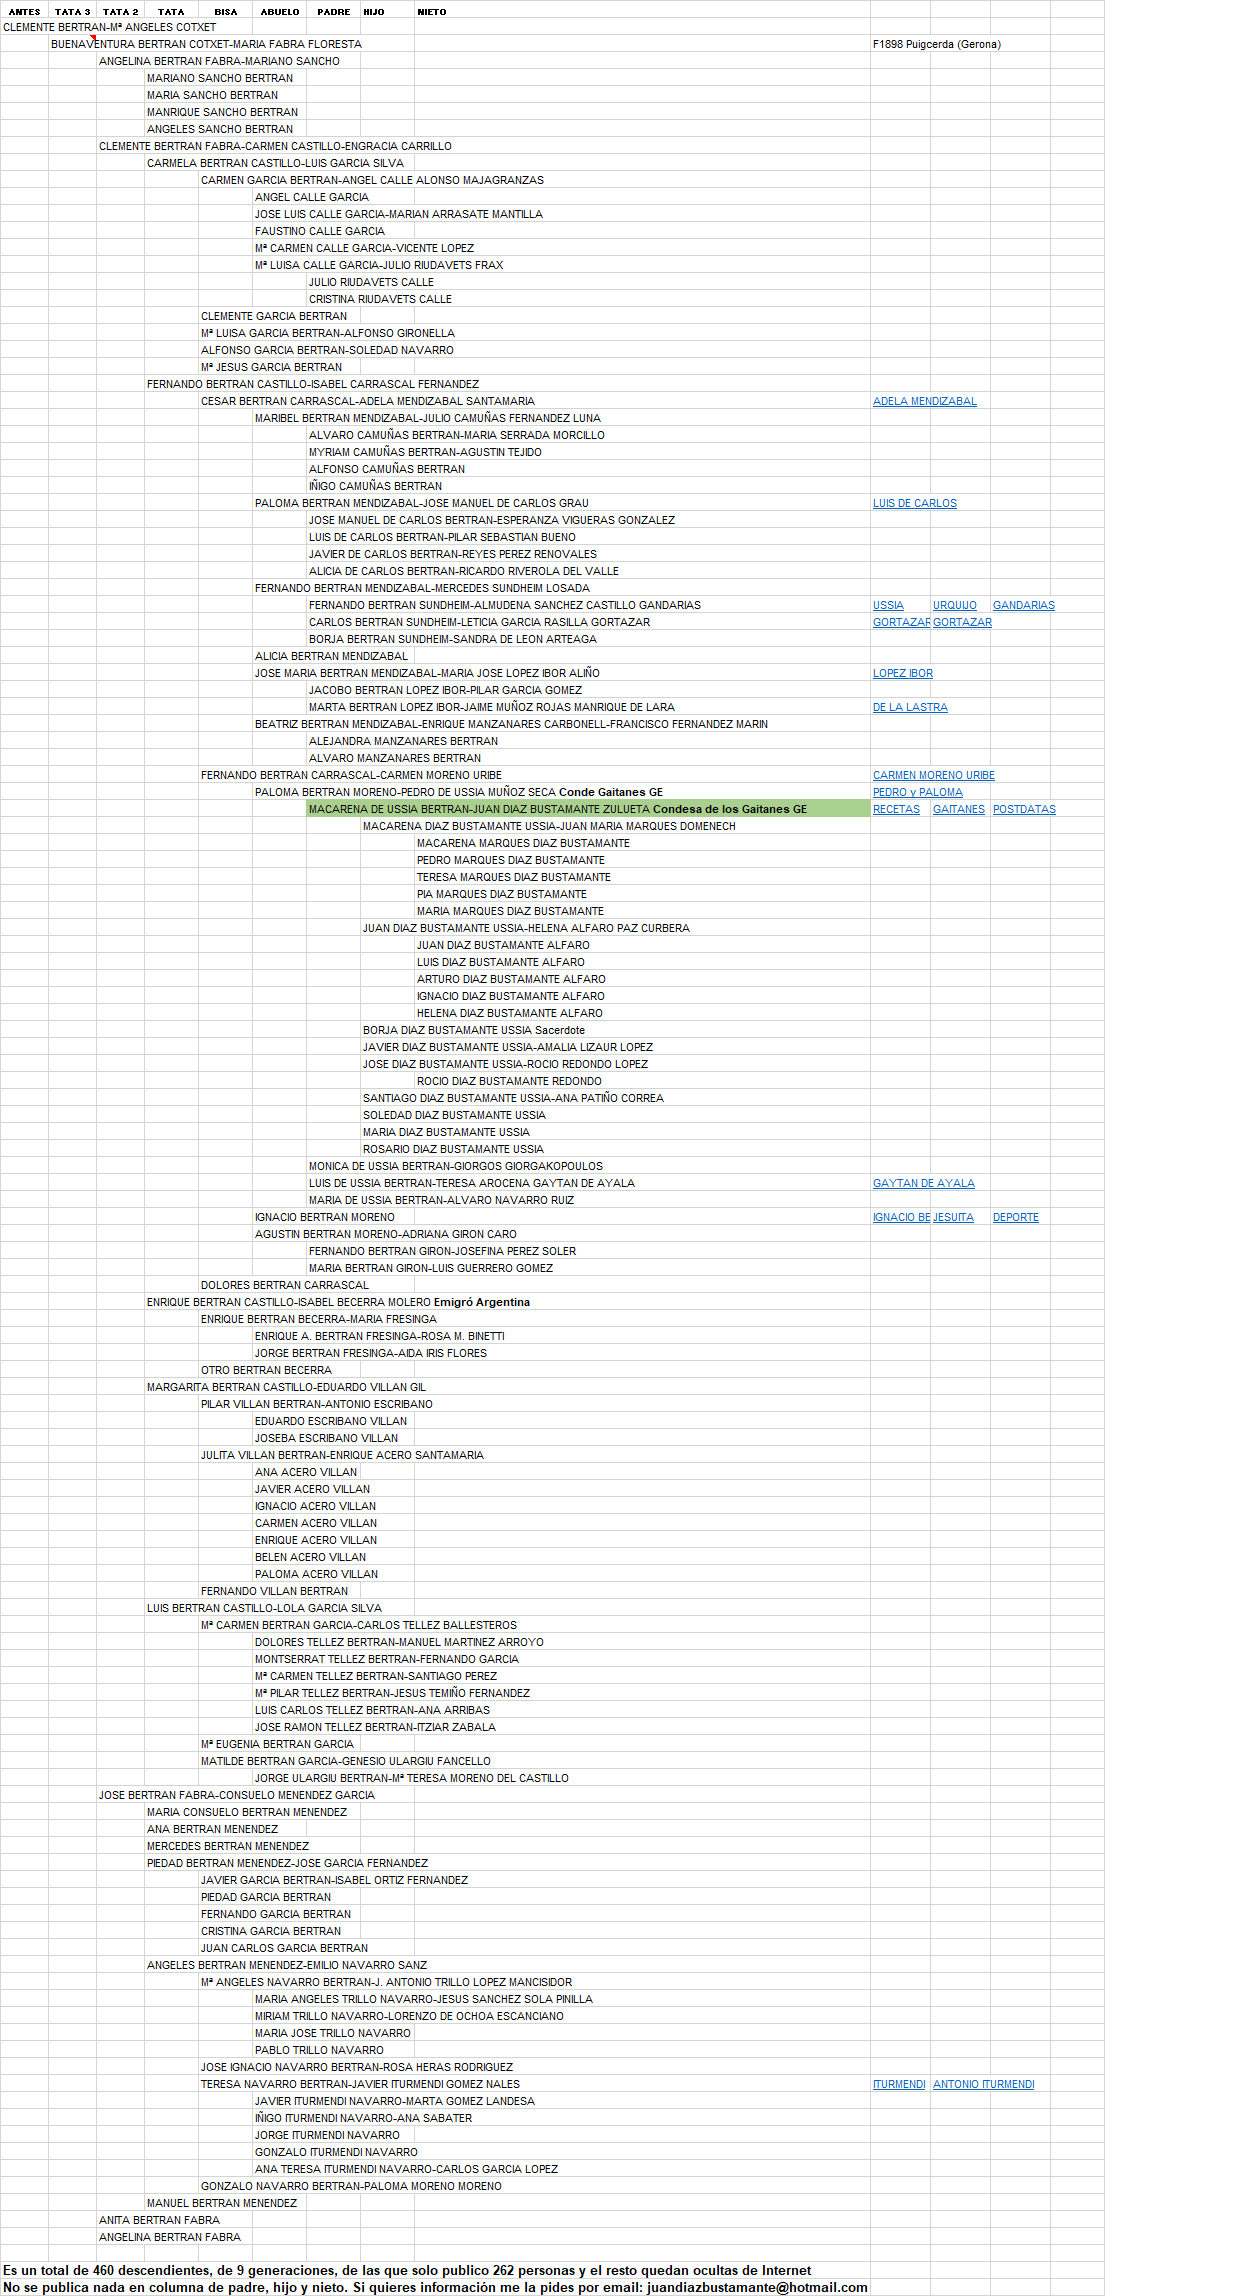 ANTES TATA 3 TATA 2 TATA BISA ABUELO PADRE HIJO NIETO
CLEMENTE BERTRAN-Mª ANGELES COTXET
BUENAVENTURA BERTRAN COTXET-MARIA FABRA FLORESTA F1898 Puigcerda (Gerona)
ANGELINA BERTRAN FABRA-MARIANO SANCHO
MARIANO SANCHO BERTRAN
MARIA SANCHO BERTRAN
MANRIQUE SANCHO BERTRAN
ANGELES SANCHO BERTRAN
CLEMENTE BERTRAN FABRA-CARMEN CASTILLO-ENGRACIA CARRILLO
CARMELA BERTRAN CASTILLO-LUIS GARCIA SILVA
CARMEN GARCIA BERTRAN-ANGEL CALLE ALONSO MAJAGRANZAS
ANGEL CALLE GARCIA
JOSE LUIS CALLE GARCIA-MARIAN ARRASATE MANTILLA
FAUSTINO CALLE GARCIA
Mª CARMEN CALLE GARCIA-VICENTE LOPEZ
Mª LUISA CALLE GARCIA-JULIO RIUDAVETS FRAX
JULIO RIUDAVETS CALLE
CRISTINA RIUDAVETS CALLE
CLEMENTE GARCIA BERTRAN
Mª LUISA GARCIA BERTRAN-ALFONSO GIRONELLA
ALFONSO GARCIA BERTRAN-SOLEDAD NAVARRO
Mª JESUS GARCIA BERTRAN
FERNANDO BERTRAN CASTILLO-ISABEL CARRASCAL FERNANDEZ
CESAR BERTRAN CARRASCAL-ADELA MENDIZABAL SANTAMARIA ADELA MENDIZABAL
MARIBEL BERTRAN MENDIZABAL-JULIO CAMUÑAS FERNANDEZ LUNA
ALVARO CAMUÑAS BERTRAN-MARIA SERRADA MORCILLO
MYRIAM CAMUÑAS BERTRAN-AGUSTIN TEJIDO
ALFONSO CAMUÑAS BERTRAN
IÑIGO CAMUÑAS BERTRAN
PALOMA BERTRAN MENDIZABAL-JOSE MANUEL DE CARLOS GRAU LUIS DE CARLOS
JOSE MANUEL DE CARLOS BERTRAN-ESPERANZA VIGUERAS GONZALEZ
LUIS DE CARLOS BERTRAN-PILAR SEBASTIAN BUENO
JAVIER DE CARLOS BERTRAN-REYES PEREZ RENOVALES
ALICIA DE CARLOS BERTRAN-RICARDO RIVEROLA DEL VALLE
FERNANDO BERTRAN MENDIZABAL-MERCEDES SUNDHEIM LOSADA
FERNANDO BERTRAN SUNDHEIM-ALMUDENA SANCHEZ CASTILLO GANDARIAS USSIA URQUIJO GANDARIAS
CARLOS BERTRAN SUNDHEIM-LETICIA GARCIA RASILLA GORTAZAR GORTAZAR GORTAZAR
BORJA BERTRAN SUNDHEIM-SANDRA DE LEON ARTEAGA
ALICIA BERTRAN MENDIZABAL
JOSE MARIA BERTRAN MENDIZABAL-MARIA JOSE LOPEZ IBOR ALIÑO LOPEZ IBOR
JACOBO BERTRAN LOPEZ IBOR-PILAR GARCIA GOMEZ
MARTA BERTRAN LOPEZ IBOR-JAIME MUÑOZ ROJAS MANRIQUE DE LARA DE LA LASTRA
BEATRIZ BERTRAN MENDIZABAL-ENRIQUE MANZANARES CARBONELL-FRANCISCO FERNANDEZ MARIN
ALEJANDRA MANZANARES BERTRAN
ALVARO MANZANARES BERTRAN
FERNANDO BERTRAN CARRASCAL-CARMEN MORENO URIBE CARMEN MORENO URIBE
PALOMA BERTRAN MORENO-PEDRO DE USSIA MUÑOZ SECA Conde Gaitanes GE PEDRO y PALOMA
MACARENA DE USSIA BERTRAN-JUAN DIAZ BUSTAMANTE ZULUETA Condesa de los Gaitanes GE RECETAS GAITANES POSTDATAS
MACARENA DIAZ BUSTAMANTE USSIA-JUAN MARIA MARQUES DOMENECH
MACARENA MARQUES DIAZ BUSTAMANTE
PEDRO MARQUES DIAZ BUSTAMANTE
TERESA MARQUES DIAZ BUSTAMANTE
PIA MARQUES DIAZ BUSTAMANTE
MARIA MARQUES DIAZ BUSTAMANTE
JUAN DIAZ BUSTAMANTE USSIA-HELENA ALFARO PAZ CURBERA
JUAN DIAZ BUSTAMANTE ALFARO
LUIS DIAZ BUSTAMANTE ALFARO
ARTURO DIAZ BUSTAMANTE ALFARO
IGNACIO DIAZ BUSTAMANTE ALFARO
HELENA DIAZ BUSTAMANTE ALFARO
BORJA DIAZ BUSTAMANTE USSIA Sacerdote
JAVIER DIAZ BUSTAMANTE USSIA-AMALIA LIZAUR LOPEZ
JOSE DIAZ BUSTAMANTE USSIA-ROCIO REDONDO LOPEZ
ROCIO DIAZ BUSTAMANTE REDONDO
SANTIAGO DIAZ BUSTAMANTE USSIA-ANA PATIÑO CORREA
SOLEDAD DIAZ BUSTAMANTE USSIA
MARIA DIAZ BUSTAMANTE USSIA
ROSARIO DIAZ BUSTAMANTE USSIA
MONICA DE USSIA BERTRAN-GIORGOS GIORGAKOPOULOS
LUIS DE USSIA BERTRAN-TERESA AROCENA GAYTAN DE AYALA GAYTAN DE AYALA
MARIA DE USSIA BERTRAN-ALVARO NAVARRO RUIZ
IGNACIO BERTRAN MORENO IGNACIO BE JESUITA DEPORTE
AGUSTIN BERTRAN MORENO-ADRIANA GIRON CARO
FERNANDO BERTRAN GIRON-JOSEFINA PEREZ SOLER
MARIA BERTRAN GIRON-LUIS GUERRERO GOMEZ
DOLORES BERTRAN CARRASCAL
ENRIQUE BERTRAN CASTILLO-ISABEL BECERRA MOLERO Emigró Argentina
ENRIQUE BERTRAN BECERRA-MARIA FRESINGA
ENRIQUE A. BERTRAN FRESINGA-ROSA M. BINETTI
JORGE BERTRAN FRESINGA-AIDA IRIS FLORES
OTRO BERTRAN BECERRA
MARGARITA BERTRAN CASTILLO-EDUARDO VILLAN GIL
PILAR VILLAN BERTRAN-ANTONIO ESCRIBANO
EDUARDO ESCRIBANO VILLAN
JOSEBA ESCRIBANO VILLAN
JULITA VILLAN BERTRAN-ENRIQUE ACERO SANTAMARIA
ANA ACERO VILLAN
JAVIER ACERO VILLAN
IGNACIO ACERO VILLAN
CARMEN ACERO VILLAN
ENRIQUE ACERO VILLAN
BELEN ACERO VILLAN
PALOMA ACERO VILLAN
FERNANDO VILLAN BERTRAN
LUIS BERTRAN CASTILLO-LOLA GARCIA SILVA
Mª CARMEN BERTRAN GARCIA-CARLOS TELLEZ BALLESTEROS
DOLORES TELLEZ BERTRAN-MANUEL MARTINEZ ARROYO
MONTSERRAT TELLEZ BERTRAN-FERNANDO GARCIA
Mª CARMEN TELLEZ BERTRAN-SANTIAGO PEREZ
Mª PILAR TELLEZ BERTRAN-JESUS TEMIÑO FERNANDEZ
LUIS CARLOS TELLEZ BERTRAN-ANA ARRIBAS
JOSE RAMON TELLEZ BERTRAN-ITZIAR ZABALA
Mª EUGENIA BERTRAN GARCIA
MATILDE BERTRAN GARCIA-GENESIO ULARGIU FANCELLO
JORGE ULARGIU BERTRAN-Mª TERESA MORENO DEL CASTILLO
JOSE BERTRAN FABRA-CONSUELO MENENDEZ GARCIA
MARIA CONSUELO BERTRAN MENENDEZ
ANA BERTRAN MENENDEZ
MERCEDES BERTRAN MENENDEZ
PIEDAD BERTRAN MENENDEZ-JOSE GARCIA FERNANDEZ
JAVIER GARCIA BERTRAN-ISABEL ORTIZ FERNANDEZ
PIEDAD GARCIA BERTRAN
FERNANDO GARCIA BERTRAN
CRISTINA GARCIA BERTRAN
JUAN CARLOS GARCIA BERTRAN
ANGELES BERTRAN MENENDEZ-EMILIO NAVARRO SANZ
Mª ANGELES NAVARRO BERTRAN-J. ANTONIO TRILLO LOPEZ MANCISIDOR
MARIA ANGELES TRILLO NAVARRO-JESUS SANCHEZ SOLA PINILLA
MIRIAM TRILLO NAVARRO-LORENZO DE OCHOA ESCANCIANO
MARIA JOSE TRILLO NAVARRO
PABLO TRILLO NAVARRO
JOSE IGNACIO NAVARRO BERTRAN-ROSA HERAS RODRIGUEZ
TERESA NAVARRO BERTRAN-JAVIER ITURMENDI GOMEZ NALES ITURMENDI ANTONIO ITURMENDI
JAVIER ITURMENDI NAVARRO-MARTA GOMEZ LANDESA
IÑIGO ITURMENDI NAVARRO-ANA SABATER
JORGE ITURMENDI NAVARRO
GONZALO ITURMENDI NAVARRO
ANA TERESA ITURMENDI NAVARRO-CARLOS GARCIA LOPEZ
GONZALO NAVARRO BERTRAN-PALOMA MORENO MORENO
MANUEL BERTRAN MENENDEZ
ANITA BERTRAN FABRA
ANGELINA BERTRAN FABRA
Es un total de 460 descendientes, de 9 generaciones, de las que solo publico 262 personas y el resto quedan ocultas de Internet
No se publica nada en columna de padre, hijo y nieto. Si quieres información me la pides por email: juandiazbustamante@hotmail.com